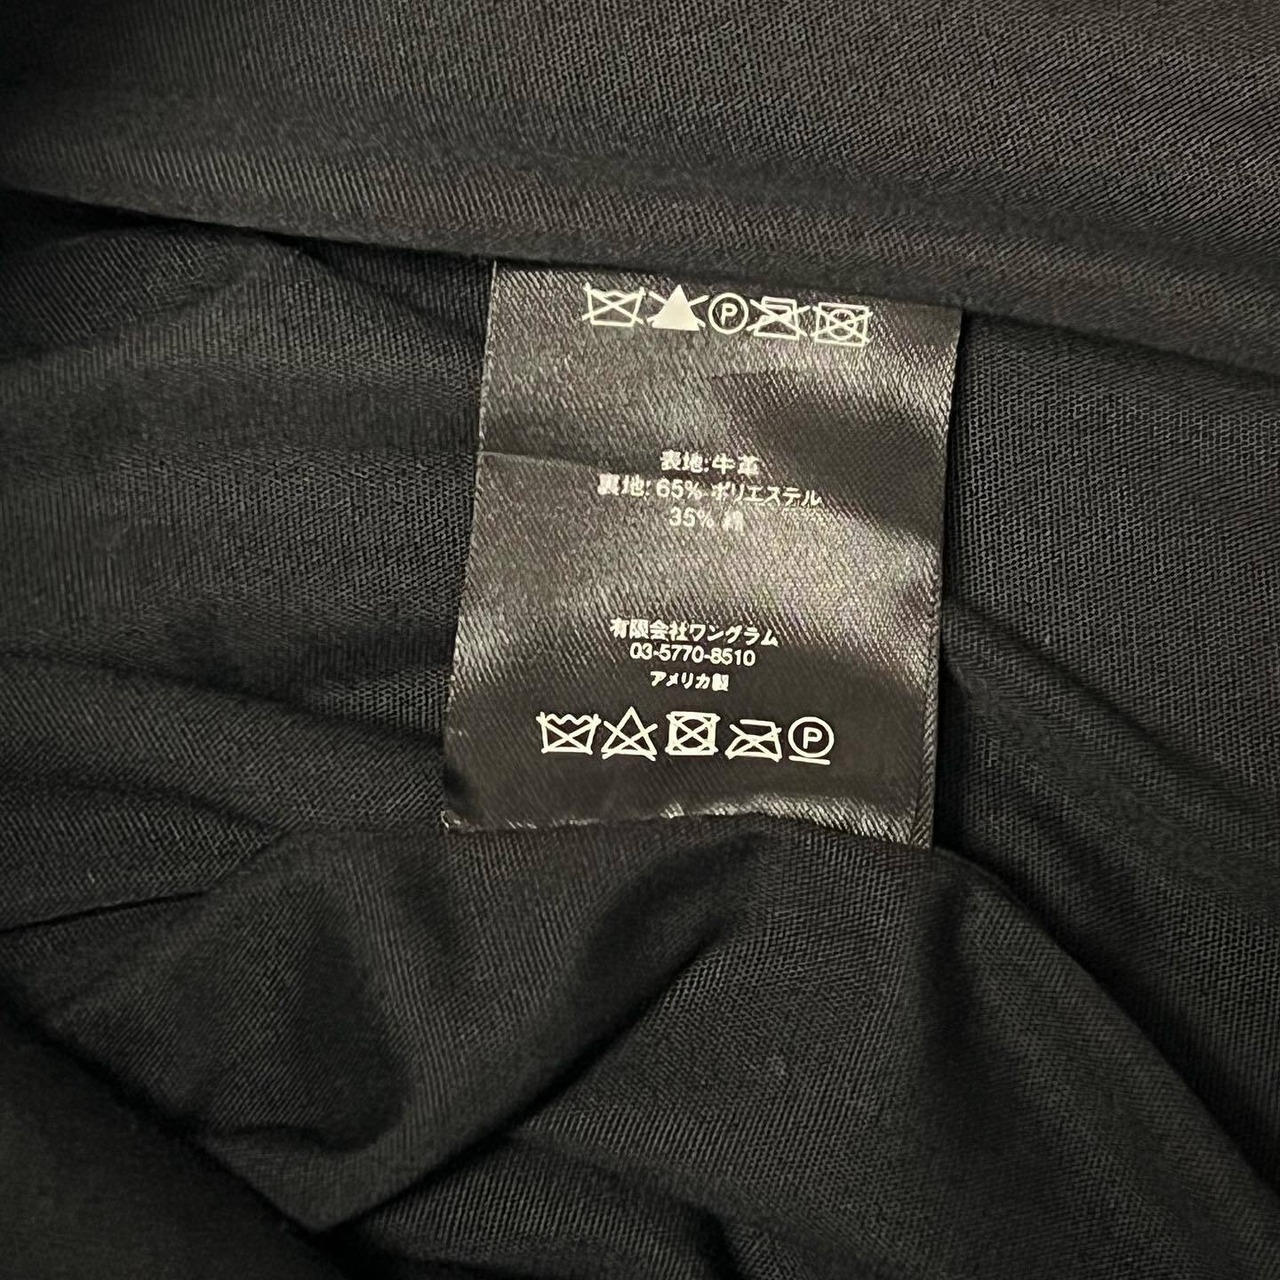 P
表地:牛革
裏地:65% ポリエステル
35% 綿
有限会社ワングラム
03-5770-8510
アメリカ製
P